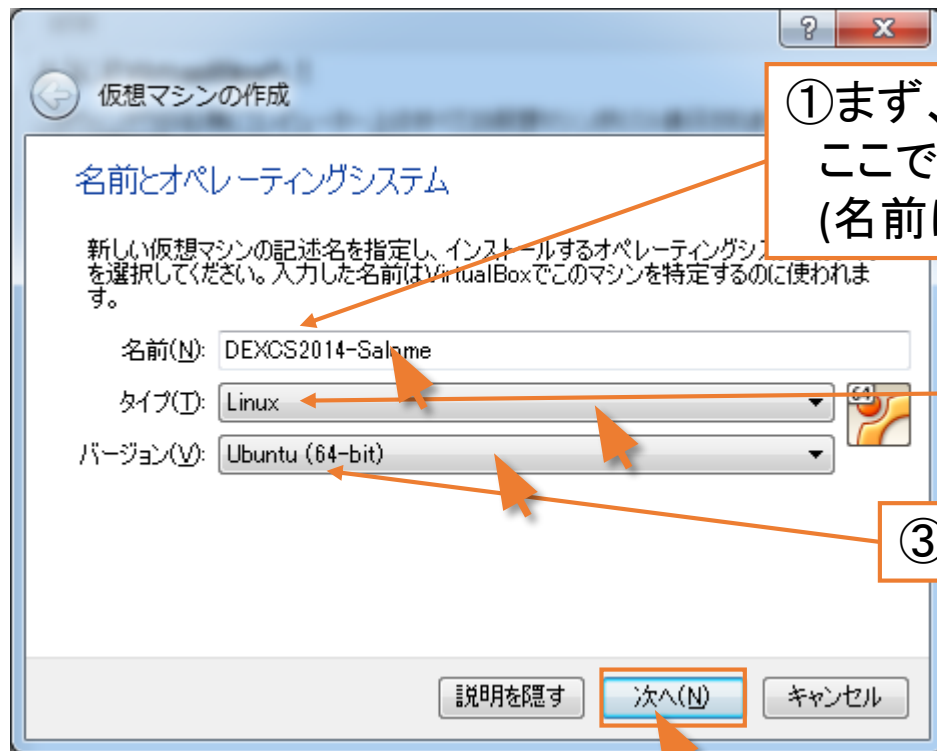 仮想マシンの作成
①まず、
ここで
(名前は
名前とオペレーティングシステム
新しい仮想マシンの記述名を指定し、インストールするオペレーティングシス
を選択してください。入力した名前はVirtualBoxでこのマシンを特定するのに使われま
す。
名前(N): DEXCS2014-Salome
タイプ(T): Linux
64
バージョン(V): Ubuntu (64-bit)
③
説明を隠す 次へ(N) キャンセル